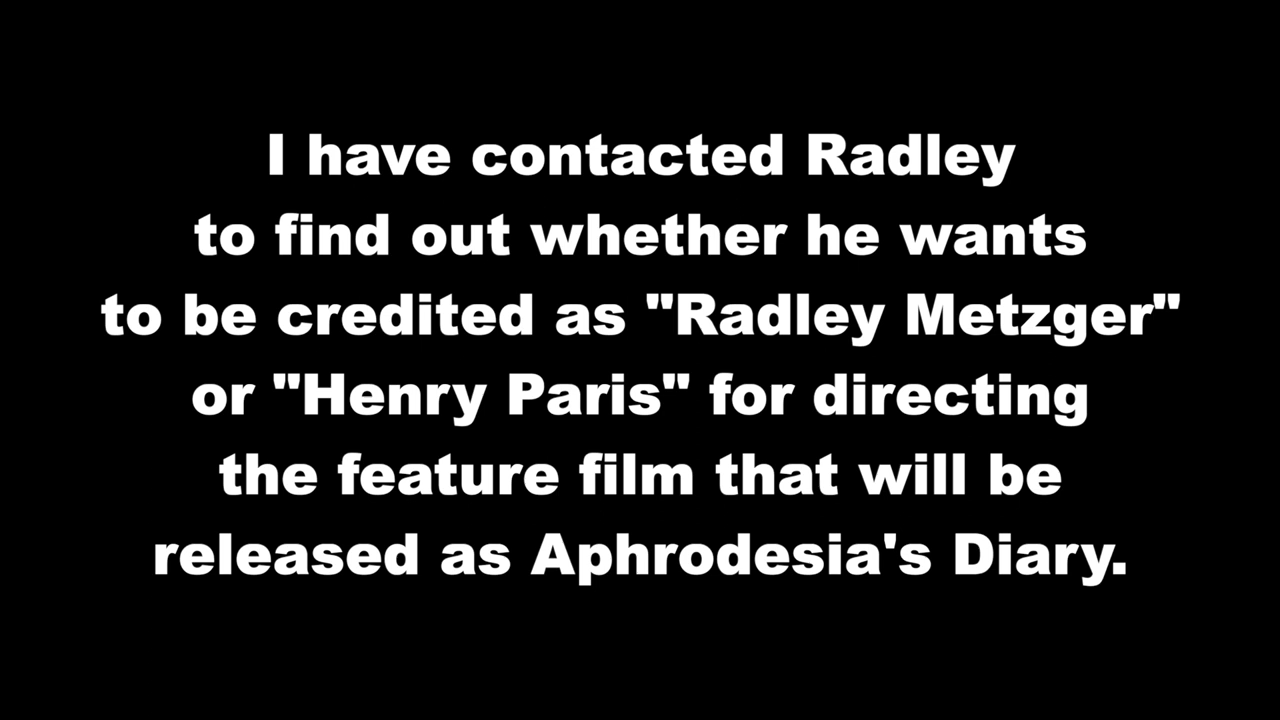 I have contacted Radley
to find out whether he wants
to be credited as "Radley Metzger"
or "Henry Paris" for directing
the feature film that will be
released as Aphrodesia's Diary.